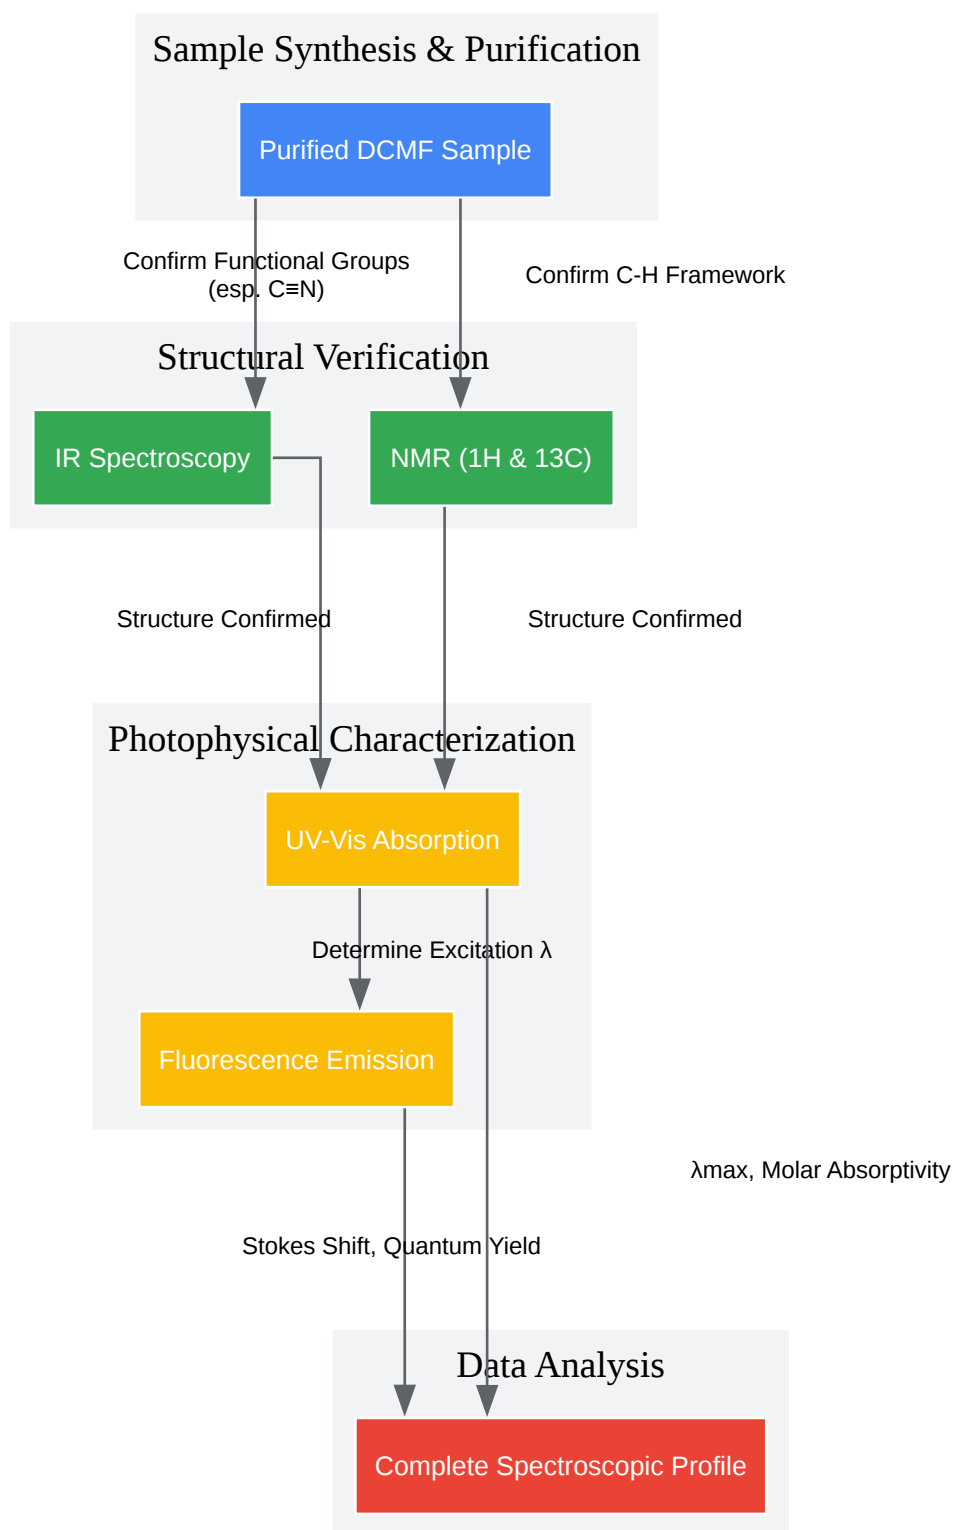 Sample Synthesis & Purification
Purified DCMF Sample
Confirm Functional Groups
(esp. C≡N)
Confirm C-H Framework
Structural Verification
IR Spectroscopy
NMR (1H & 13C)
Structure Confirmed
Structure Confirmed
Photophysical Characterization
UV-Vis Absorption
Determine Excitation λ
Fluorescence Emission
λmax, Molar Absorptivity
Stokes Shift, Quantum Yield
Data Analysis
Complete Spectroscopic Profile